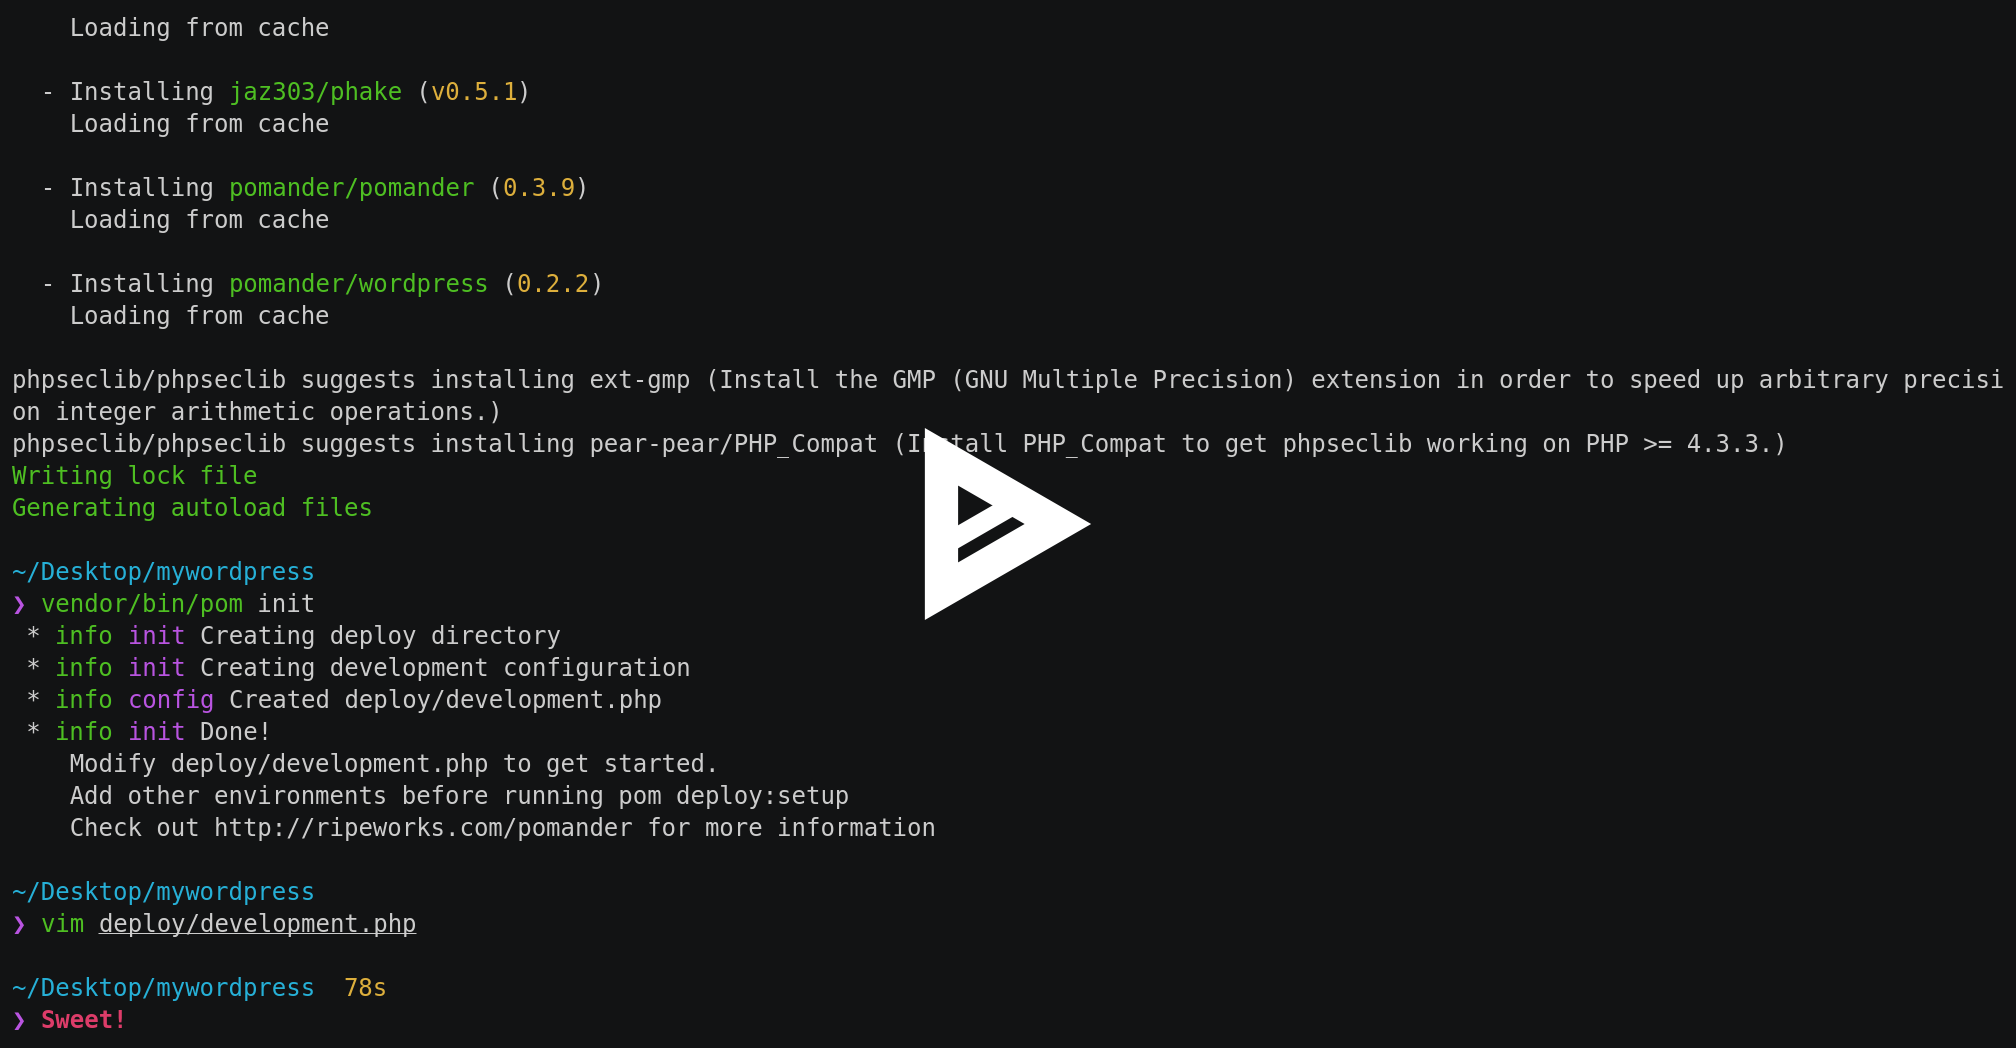 Loading from cache
- Installing jaz303/phake (v0.5.1)
Loading from cache
- Installing pomander/pomander (0.3.9)
Loading from cache
- Installing pomander/wordpress (0.2.2)
Loading from cache
phpseclib/phpseclib suggests installing ext-gmp (Install the GMP (GNU Multiple Precision) extension in order to speed up arbitrary precisi
on integer arithmetic operations.)
phpseclib/phpseclib suggests installing pear-pear/PHP_Compat (Install PHP_Compat to get phpseclib working on PHP >= 4.3.3.)
Writing lock file
Generating autoload files
~/Desktop/mywordpress
❯ vendor/bin/pom init
* info init Creating deploy directory
* info init Creating development configuration
* info config Created deploy/development.php
* info init Done!
Modify deploy/development.php to get started.
Add other environments before running pom deploy:setup
Check out http://ripeworks.com/pomander for more information
~/Desktop/mywordpress
❯ vim deploy/development.php
~/Desktop/mywordpress 78s
❯ Sweet!